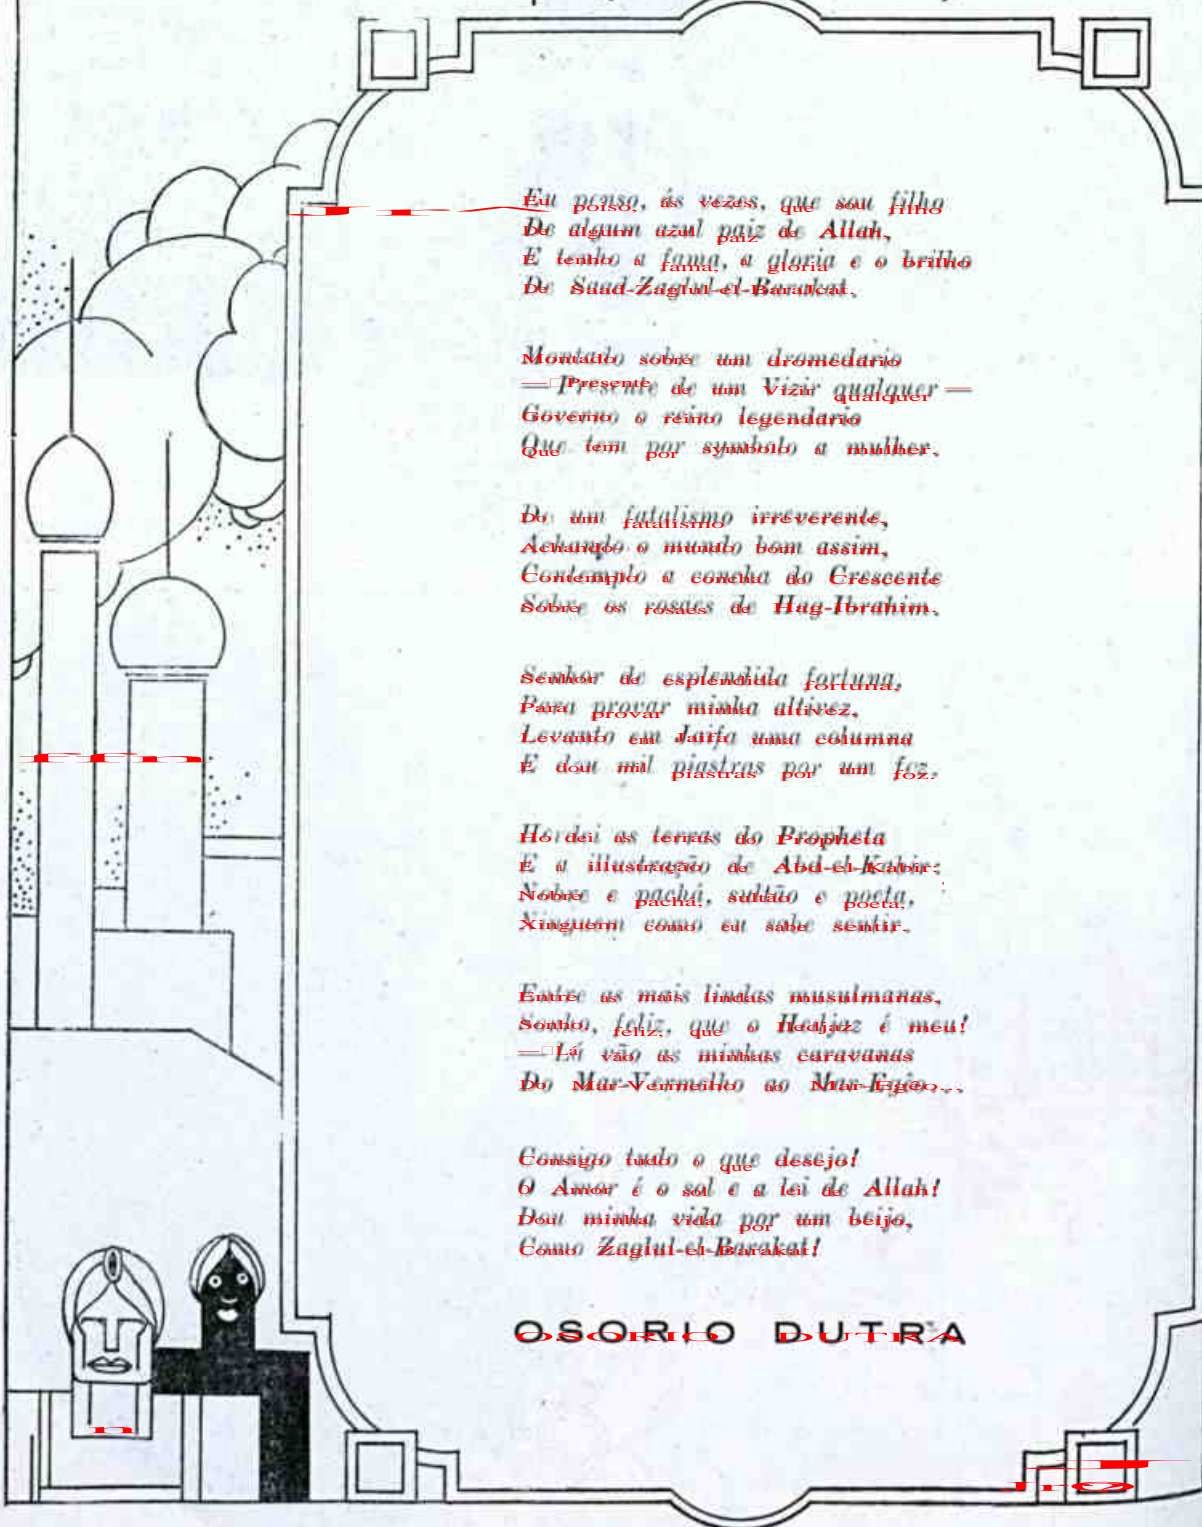 Eu penso, ás vezes, que sou filho
De algum azul paiz de Allah,
E tenho a fama, a gloria e o brilho
De Saad-Zaglul-el-Barakat.
Montado sobre um dromedario
— Presente de um Vizir qualquer —
Governo o reino legendario
Que tem por symbolo a mulher.
De um fatalismo irreverente,
Achando o mundo bom assim,
Contemplo a concha do Crescente
Sobre os rosaes de Hag-Ibrahim.
Senhor de esplendida fortuna,
Para provar minha altivez,
Levanto em Jaffa uma columna
E dou mil piastras por um fez.
Herdei as terras do Propheta
E a illustração de Abd-el-Kabir:
Nobre e pachá, sultão e poeta,
Ninguem como eu sabe sentir.
Entre as mais lindas musulmanas,
Sonho, feliz, que o Hedjaz é meu!
— Lá vão as minhas caravanas
Do Mar-Vermelho ao Mar-Egêo...
Consigo tudo o que desejo!
O Amor é o sol e a lei de Allah!
Dou minha vida por um beijo,
Como Zaglul-el-Barakat!
OSORIO DUTRA